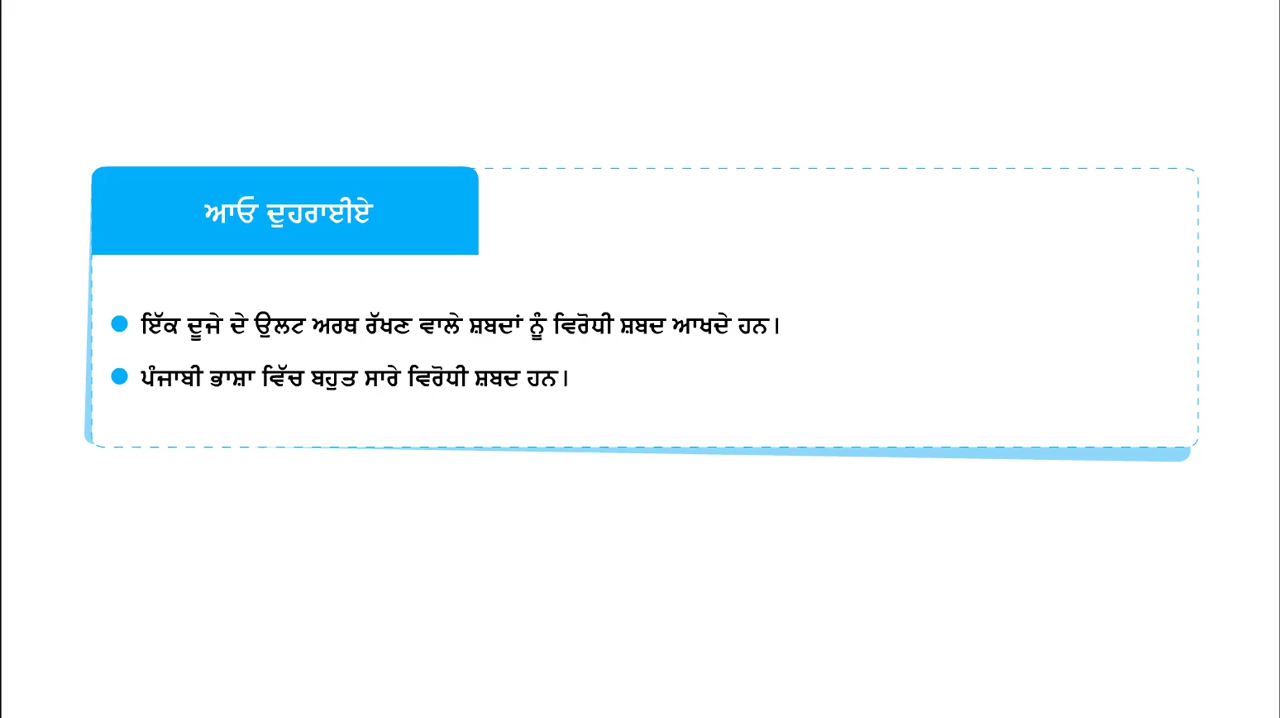 ਆਓ ਦੁਹਰਾਈਏ
ਇੱਕ ਦੂਜੇ ਦੇ ਉਲਟ ਅਰਥ ਰੱਖਣ ਵਾਲੇ ਸ਼ਬਦਾਂ ਨੂੰ ਵਿਰੋਧੀ ਸ਼ਬਦ ਆਖਦੇ ਹਨ।
ਪੰਜਾਬੀ ਭਾਸ਼ਾ ਵਿੱਚ ਬਹੁਤ ਸਾਰੇ ਵਿਰੋਧੀ ਸ਼ਬਦ ਹਨ।